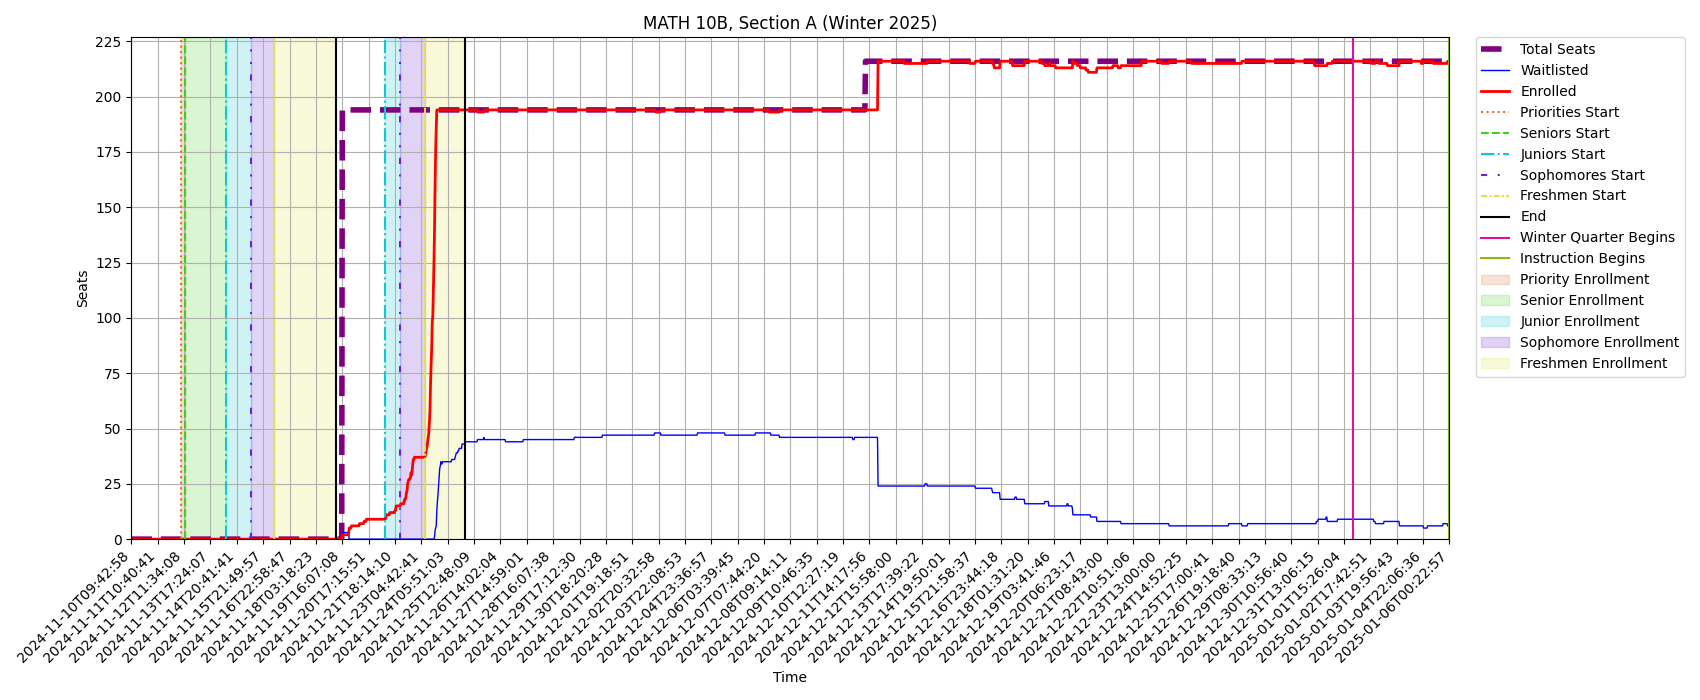 MATH 10B, Section A (Winter 2025)
Seats
225
200
175
150
125
100
75
50
25
0
2024-11-10T09:42:58
2024-11-11T10:40:41
2024-11-12T11:34:08
2024-11-13T17:24:07
2024-11-14T20:41:41
2024-11-15T21:49:57
2024-11-16T22:58:47
2024-11-18T03:18:23
2024-11-19T16:07:08
2024-11-20T17:15:51
2024-11-21T18:14:10
2024-11-23T04:42:41
2024-11-24T05:51:03
2024-11-25T12:48:09
2024-11-26T14:02:04
2024-11-27T14:59:01
2024-11-28T16:07:38
2024-11-29T17:12:30
2024-11-30T18:20:28
2024-12-01T19:18:51
2024-12-02T20:32:58
2024-12-03T22:08:53
2024-12-04T23:36:57
2024-12-06T03:39:45
2024-12-07T07:44:20
2024-12-08T09:14:11
2024-12-09T10:46:35
2024-12-10T12:27:19
2024-12-11T14:17:56
2024-12-12T15:58:00
2024-12-13T17:39:22
2024-12-14T19:50:01
2024-12-15T21:58:37
2024-12-16T23:44:18
2024-12-18T01:31:20
2024-12-19T03:41:46
2024-12-20T06:23:17
2024-12-21T08:43:00
2024-12-22T10:51:06
2024-12-23T13:00:00
2024-12-24T14:52:25
2024-12-25T17:00:41
2024-12-26T19:18:40
2024-12-29T08:33:13
2024-12-30T10:56:40
2024-12-31T13:06:15
2025-01-01T15:26:04
2025-01-02T17:42:51
2025-01-03T19:56:43
2025-01-04T22:06:36
2025-01-06T00:22:57
Time
Total Seats
Waitlisted
Enrolled
Priorities Start
Seniors Start
Juniors Start
Sophomores Start
Freshmen Start
End
Winter Quarter Begins
Instruction Begins
Priority Enrollment
Senior Enrollment
Junior Enrollment
Sophomore Enrollment
Freshmen Enrollment